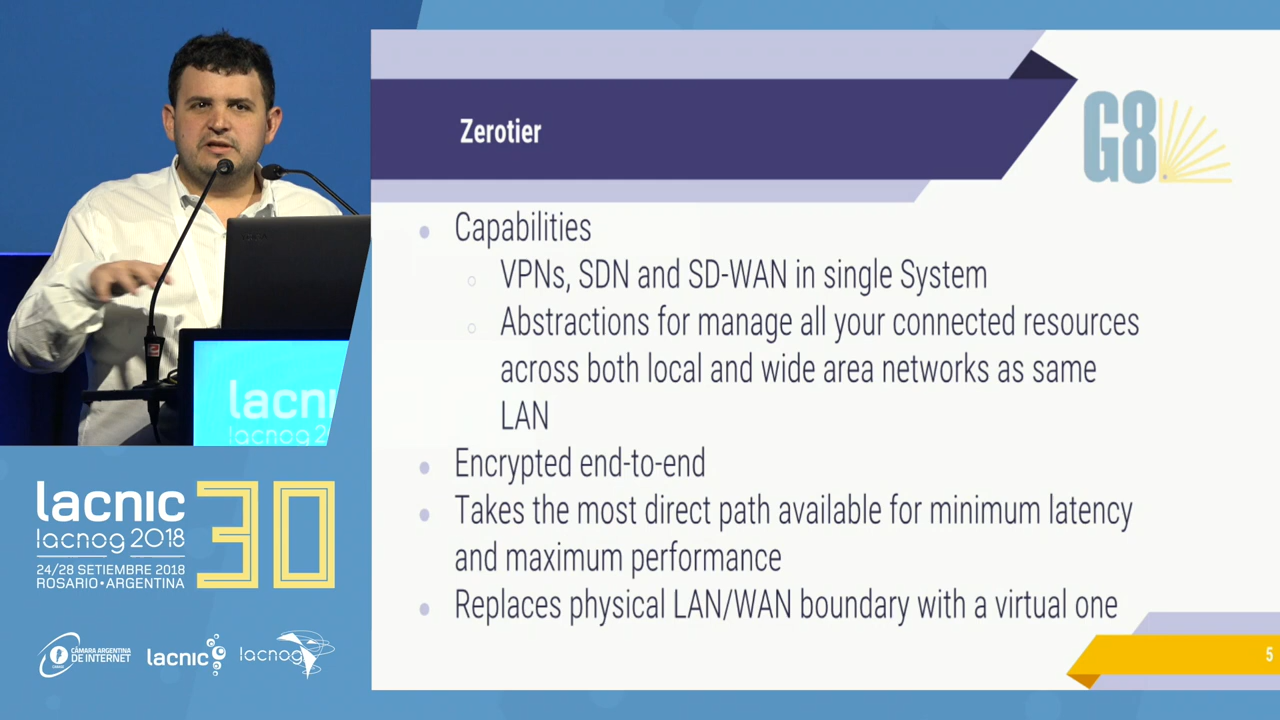 Zerotier
G8
Capabilities
VPNs, SDN and SD-WAN in single System
Abstractions for manage all your connected resources
across both local and wide area networks as same
LAN
Encrypted end-to-end
Takes the most direct path available for minimum latency
and maximum performance
Replaces physical LAN/WAN boundary with a virtual one
5
lacn
lacnog 2
lacnic 30
lacnog 2018
24/28 SETIEMBRE 2018
ROSARIO•ARGENTINA
CÁMARA ARGENTINA
DE INTERNET
lacnic
lacnog